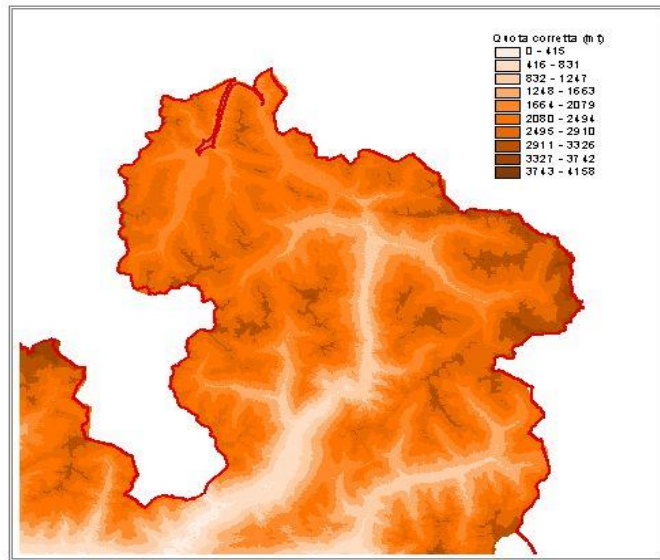 Quota corretta (mt)
0 - 415
416 - 831
832 - 1247
1248 - 1663
1664 - 2079
2080 - 2494
2495 - 2910
2911 - 3326
3327 - 3742
3743 - 4158